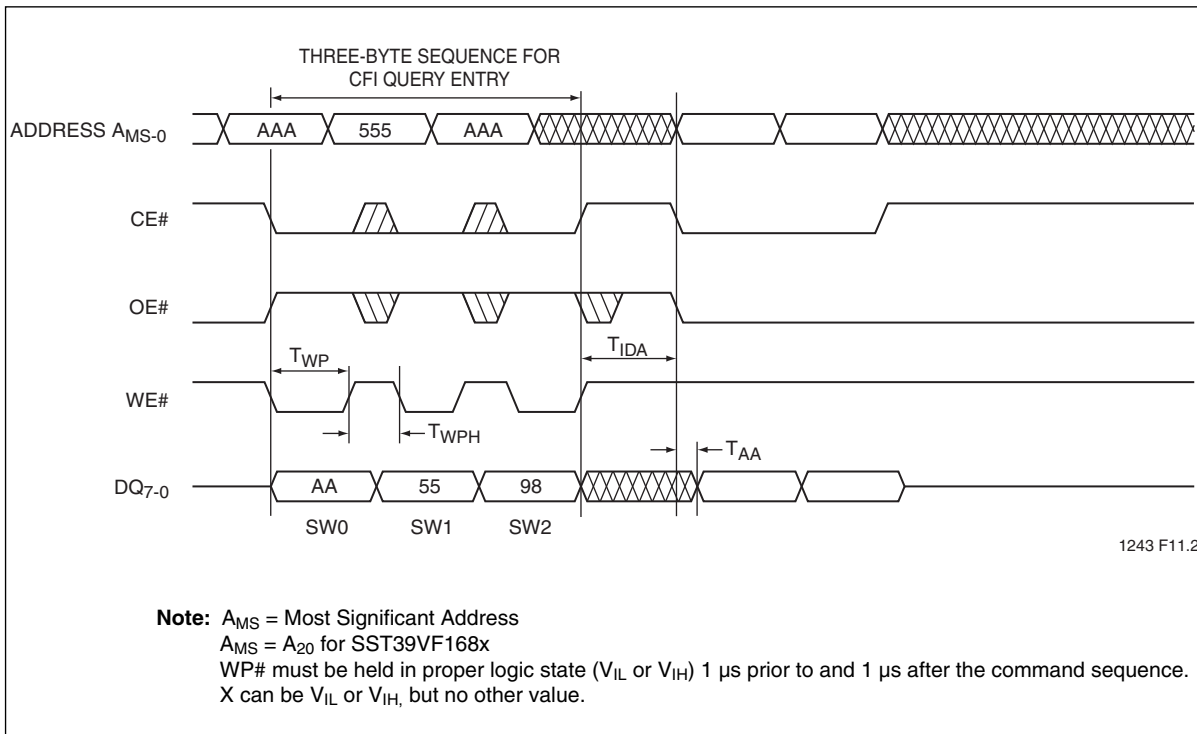 THREE-BYTE SEQUENCE FOR
CFI QUERY ENTRY
ADDRESS AMS-0
AAA 555 AAA
CE#
OE#
TIDA
TWP
WE#
TWPH
TAA
DQ7-0
AA 55 98
SW0 SW1 SW2
1243 F11.2
Note: AMS = Most Significant Address
AMS = A20 for SST39VF168x
WP# must be held in proper logic state (VIL or VIH) 1 µs prior to and 1 µs after the command sequence.
X can be VIL or VIH, but no other value.